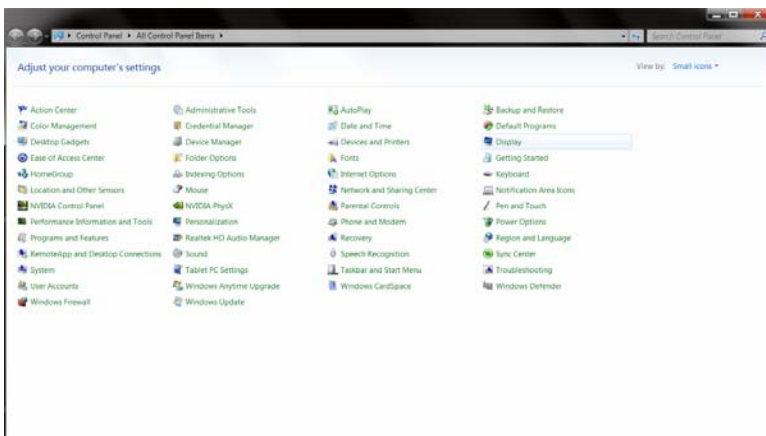 Control Panel ▸ All Control Panel Items ▸
Search Control Panel
Adjust your computer's settings
View by: Small icons
Action Center
Administrative Tools
AutoPlay
Backup and Restore
Color Management
Credential Manager
Date and Time
Default Programs
Desktop Gadgets
Device Manager
Devices and Printers
Display
Ease of Access Center
Folder Options
Fonts
Getting Started
HomeGroup
Indexing Options
Internet Options
Keyboard
Location and Other Sensors
Mouse
Network and Sharing Center
Notification Area Icons
NVIDIA Control Panel
NVIDIA PhysX
Parental Controls
Pen and Touch
Performance Information and Tools
Personalization
Phone and Modem
Power Options
Programs and Features
Realtek HD Audio Manager
Recovery
Region and Language
RemoteApp and Desktop Connections
Sound
Speech Recognition
Sync Center
System
Tablet PC Settings
Taskbar and Start Menu
Troubleshooting
User Accounts
Windows Anytime Upgrade
Windows CardSpace
Windows Defender
Windows Firewall
Windows Update